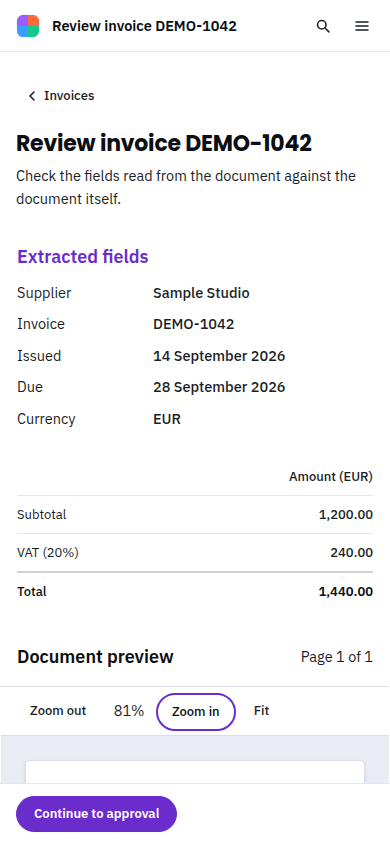 Review invoice DEMO-1042
Invoices
Review invoice DEMO-1042
Check the fields read from the document against the
document itself.
Extracted fields
Supplier Sample Studio
Invoice DEMO-1042
Issued 14 September 2026
Due 28 September 2026
Currency EUR
Amount (EUR)
Subtotal 1,200.00
VAT (20%) 240.00
Total 1,440.00
Document preview Page 1 of 1
Zoom out 81% Zoom in Fit
Continue to approval